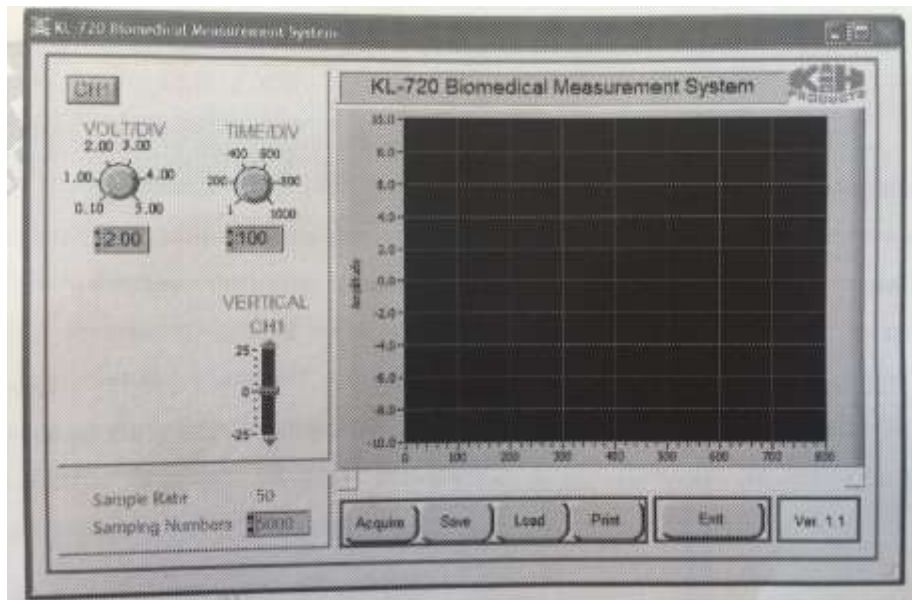 KL-720 Biomedical Measurement System
CH1
KL-720 Biomedical Measurement System
K&H
PRODUCTS
VOLT/DIV
TIME/DIV
2.00 3.00
400 600
1.00 4.00
200 800
0.10 5.00
1 1000
2.00
100
VERTICAL
CH1
25
0
-25
Amplitude
10.0
8.0
6.0
4.0
2.0
0.0
-2.0
-4.0
-6.0
-8.0
-10.0
0 100 200 300 400 500 600 700 800
Sample Rate 50
Sampling Numbers 5000
Acquire Save Load Print Exit Ver. 1.1